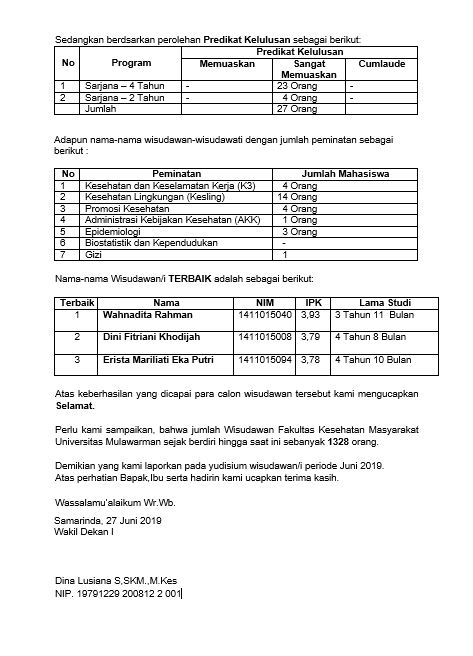 Sedangkan berdsarkan perolehan Predikat Kelulusan sebagai berikut:
No Program Predikat Kelulusan
Memuaskan Sangat Memuaskan Cumlaude
1 Sarjana – 4 Tahun - 23 Orang -
2 Sarjana – 2 Tahun - 4 Orang -
Jumlah 27 Orang
Adapun nama-nama wisudawan-wisudawati dengan jumlah peminatan sebagai
berikut :
No Peminatan Jumlah Mahasiswa
1 Kesehatan dan Keselamatan Kerja (K3) 4 Orang
2 Kesehatan Lingkungan (Kesling) 14 Orang
3 Promosi Kesehatan 4 Orang
4 Administrasi Kebijakan Kesehatan (AKK) 1 Orang
5 Epidemiologi 3 Orang
6 Biostatistik dan Kependudukan -
7 Gizi 1
Nama-nama Wisudawan/i TERBAIK adalah sebagai berikut:
Terbaik Nama NIM IPK Lama Studi
1 Wahnadita Rahman 1411015040 3,93 3 Tahun 11 Bulan
2 Dini Fitriani Khodijah 1411015008 3,79 4 Tahun 8 Bulan
3 Erista Mariliati Eka Putri 1411015094 3,78 4 Tahun 10 Bulan
Atas keberhasilan yang dicapai para calon wisudawan tersebut kami mengucapkan
Selamat.
Perlu kami sampaikan, bahwa jumlah Wisudawan Fakultas Kesehatan Masyarakat
Universitas Mulawarman sejak berdiri hingga saat ini sebanyak 1328 orang.
Demikian yang kami laporkan pada yudisium wisudawan/i periode Juni 2019.
Atas perhatian Bapak,Ibu serta hadirin kami ucapkan terima kasih.
Wassalamu'alaikum Wr.Wb.
Samarinda, 27 Juni 2019
Wakil Dekan I
Dina Lusiana S,SKM.,M.Kes
NIP. 19791229 200812 2 001